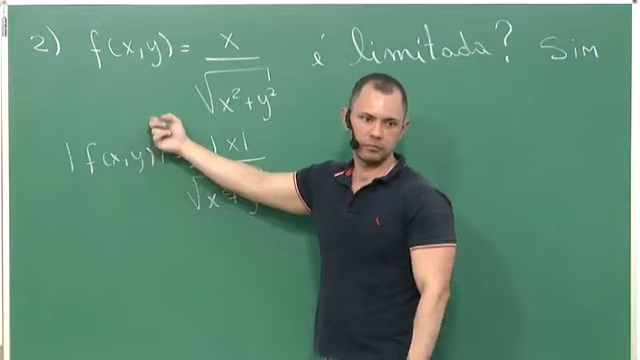 2) f(x,y) = x / √(x² + y²) é limitada? Sim
|f(x,y)| = |x| / √(x² + y²)